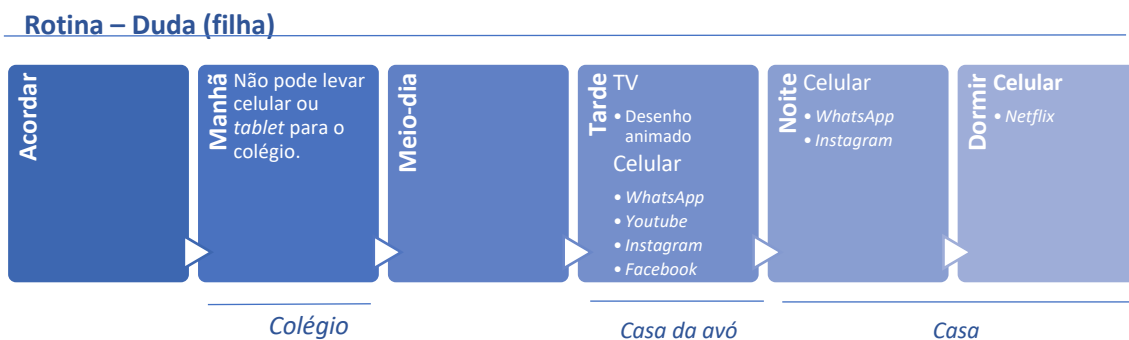 Rotina – Duda (filha)
Acordar
Manhã
Não pode levar
celular ou
tablet para o
colégio.
Meio-dia
Tarde
TV
• Desenho
animado
Celular
• WhatsApp
• Youtube
• Instagram
• Facebook
Noite
Celular
• WhatsApp
• Instagram
Dormir
Celular
• Netflix
Colégio
Casa da avó
Casa